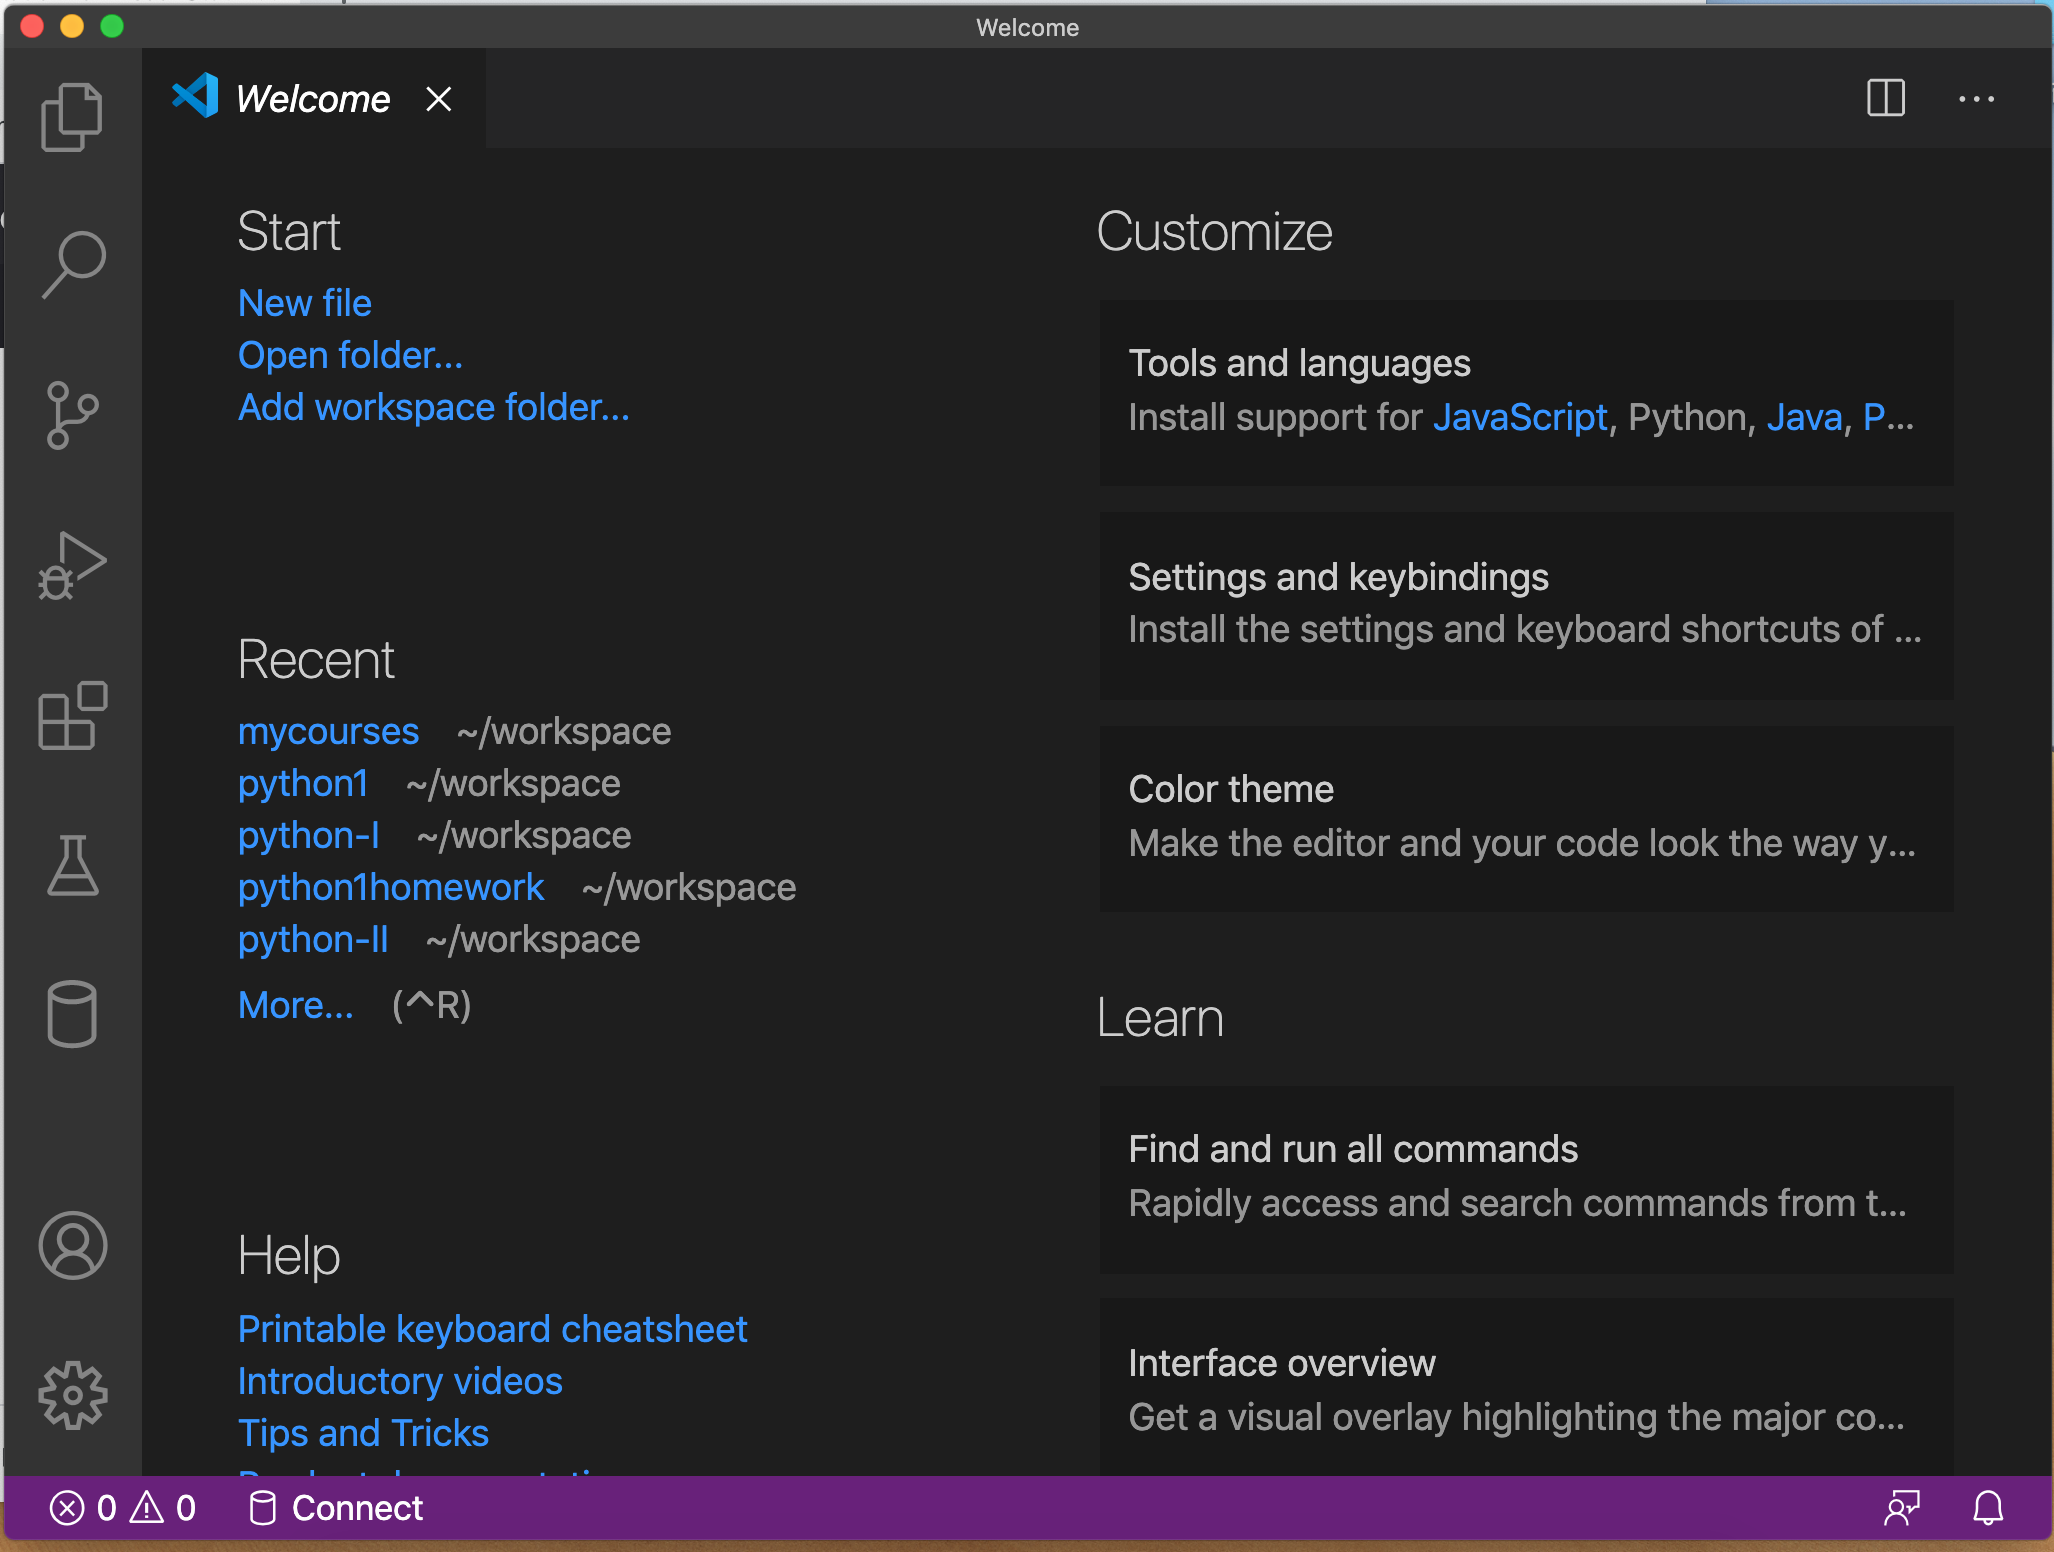 Welcome
Welcome
Start
New file
Open folder...
Add workspace folder...
Recent
mycourses ~/workspace
python1 ~/workspace
python-I ~/workspace
python1homework ~/workspace
python-II ~/workspace
More... (^R)
Help
Printable keyboard cheatsheet
Introductory videos
Tips and Tricks
Customize
Tools and languages
Install support for JavaScript, Python, Java, P...
Settings and keybindings
Install the settings and keyboard shortcuts of ...
Color theme
Make the editor and your code look the way y...
Learn
Find and run all commands
Rapidly access and search commands from t...
Interface overview
Get a visual overlay highlighting the major co...
0 0 Connect